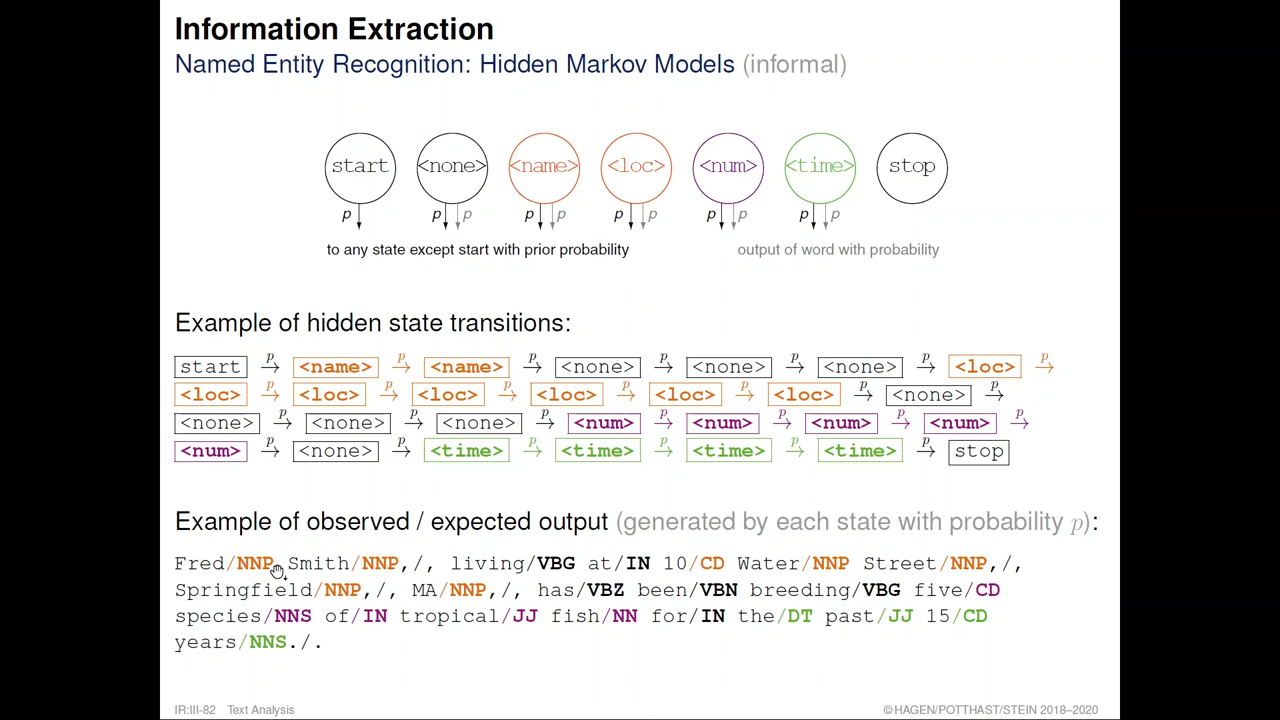 Information Extraction
Named Entity Recognition: Hidden Markov Models (informal)
start <none> <name> <loc> <num> <time> stop
p p p p p p p p p p p
to any state except start with prior probability output of word with probability
Example of hidden state transitions:
start p→ <name> p→ <name> p→ <none> p→ <none> p→ <none> p→ <loc> p→
<loc> p→ <loc> p→ <loc> p→ <loc> p→ <loc> p→ <loc> p→ <none> p→
<none> p→ <none> p→ <none> p→ <num> p→ <num> p→ <num> p→ <num> p→
<num> p→ <none> p→ <time> p→ <time> p→ <time> p→ <time> p→ stop
Example of observed / expected output (generated by each state with probability p):
Fred/NNP Smith/NNP,/, living/VBG at/IN 10/CD Water/NNP Street/NNP,/,
Springfield/NNP,/, MA/NNP,/, has/VBZ been/VBN breeding/VBG five/CD
species/NNS of/IN tropical/JJ fish/NN for/IN the/DT past/JJ 15/CD
years/NNS./.
IR:III-82 Text Analysis ©HAGEN/POTTHAST/STEIN 2018–2020